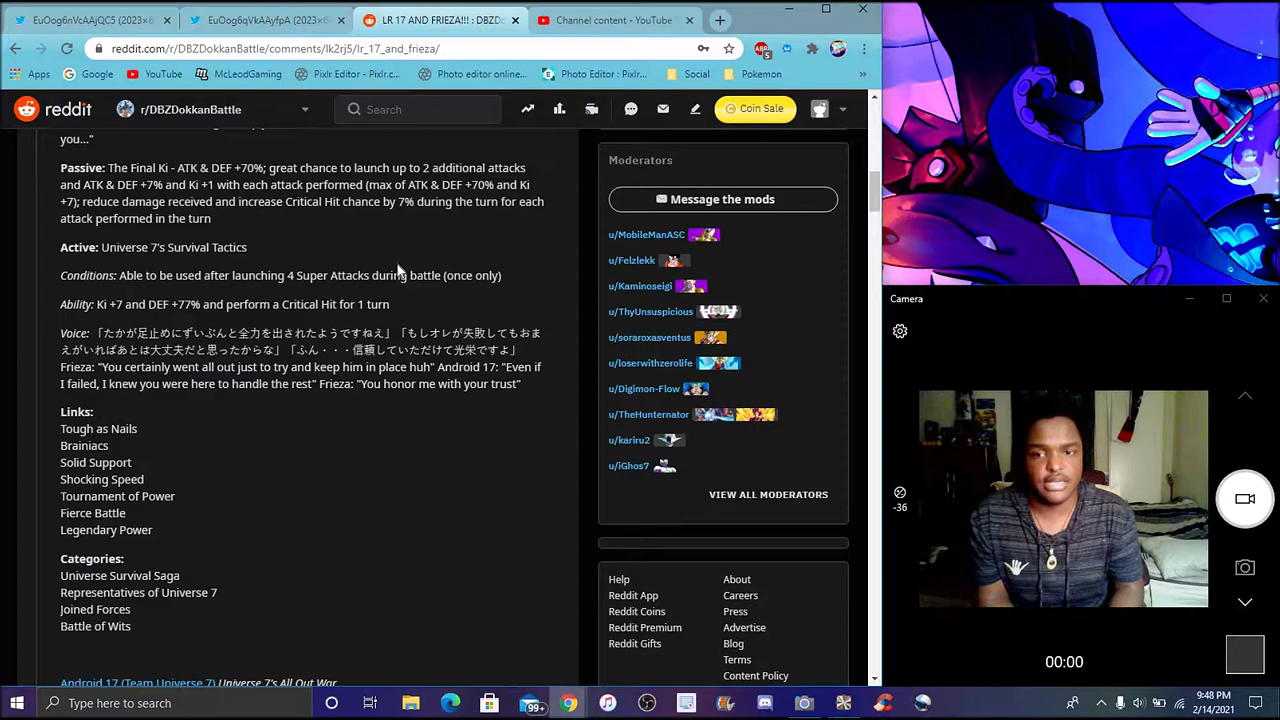 EuOog6nVcAAjQC5 (2023×6
EuOog6qVkAAyfpA (2023×6
LR 17 AND FRIEZA!!! : DBZD
Channel content - YouTube
reddit.com/r/DBZDokkanBattle/comments/lk2rj5/lr_17_and_frieza/
Apps
Google
YouTube
McLeodGaming
Pixlr Editor - Pixlr.c...
Photo editor online...
Photo Editor : Pixlr...
Social
Pokemon
reddit
r/DBZDokkanBattle
Search
Coin Sale
you..."
Passive: The Final Ki - ATK & DEF +70%; great chance to launch up to 2 additional attacks
and ATK & DEF +7% and Ki +1 with each attack performed (max of ATK & DEF +70% and Ki
+7); reduce damage received and increase Critical Hit chance by 7% during the turn for each
attack performed in the turn
Active: Universe 7's Survival Tactics
Conditions: Able to be used after launching 4 Super Attacks during battle (once only)
Ability: Ki +7 and DEF +77% and perform a Critical Hit for 1 turn
Voice: 「たかが足止めにずいぶんと全力を出されたようですねえ」「もしオレが失敗してもおま
えがいればあとは大丈夫だと思ったからな」「ふん・・・信頼していただけて光栄ですよ」
Frieza: "You certainly went all out just to try and keep him in place huh" Android 17: "Even if
I failed, I knew you were here to handle the rest" Frieza: "You honor me with your trust"
Links:
Tough as Nails
Brainiacs
Solid Support
Shocking Speed
Tournament of Power
Fierce Battle
Legendary Power
Categories:
Universe Survival Saga
Representatives of Universe 7
Joined Forces
Battle of Wits
Android 17 (Team Universe 7) Universe 7's All Out War
Moderators
Message the mods
u/MobileManASC
u/Felzlekk
u/Kaminoseigi
u/ThyUnsuspicious
u/soraroxasventus
u/loserwithzerolife
u/Digimon-Flow
u/TheHunternator
u/kariru2
u/iGhos7
VIEW ALL MODERATORS
Help
About
Reddit App
Careers
Reddit Coins
Press
Reddit Premium
Advertise
Reddit Gifts
Blog
Terms
Content Policy
Camera
-36
00:00
Type here to search
99+
9:48 PM
2/14/2021